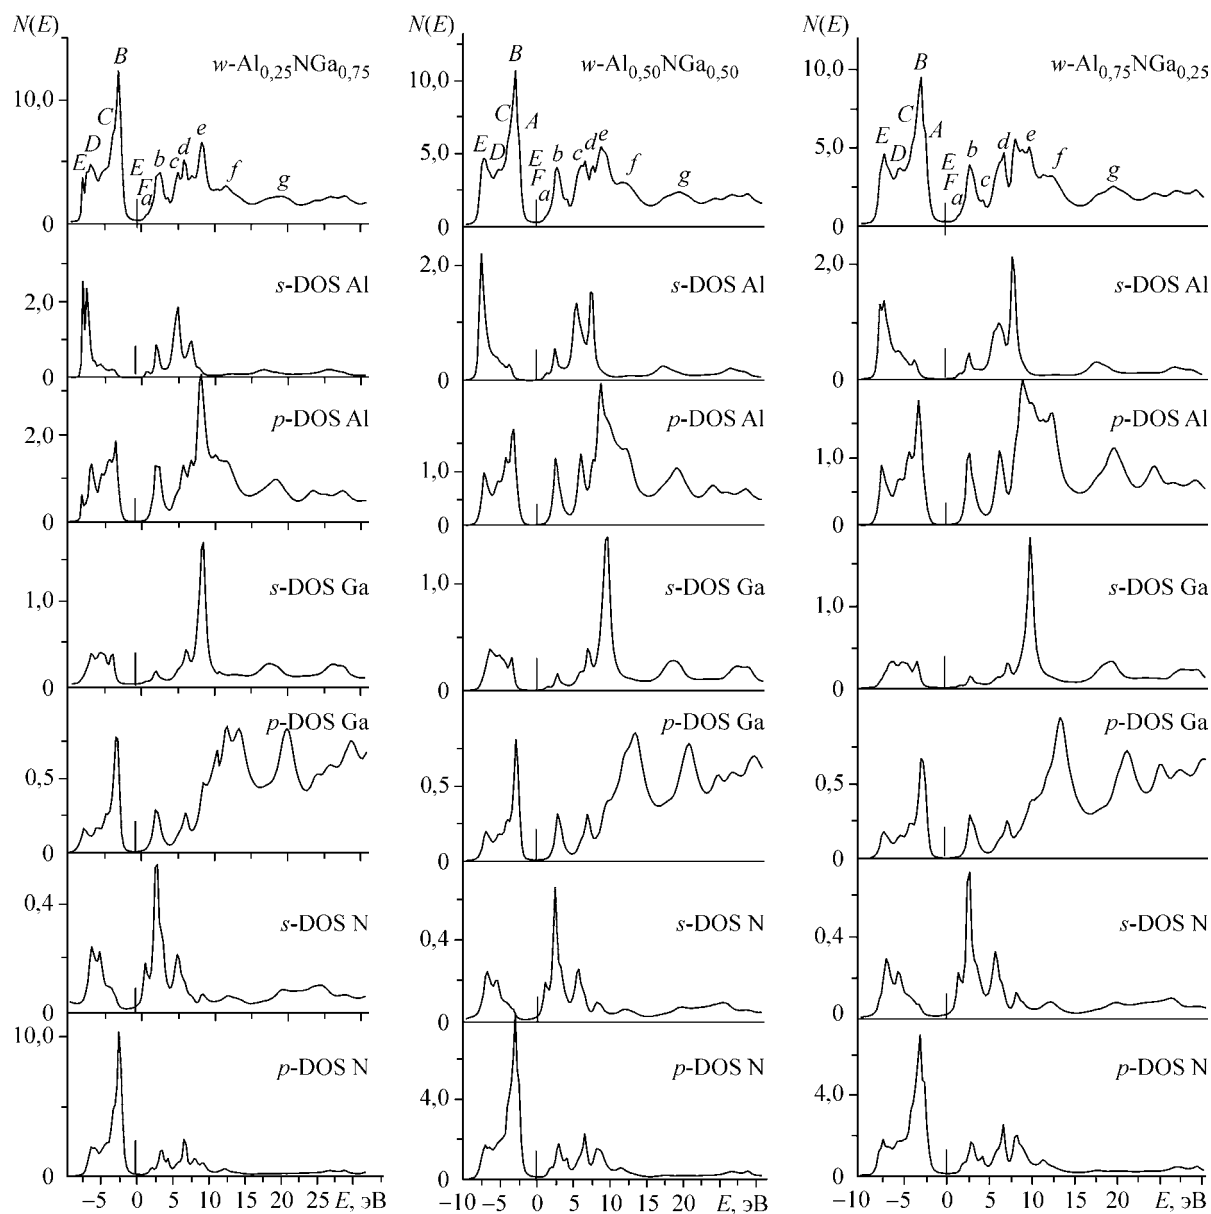 N(E)
w-Al0,25NGa0,75
B
10,0
C
D
E
E
F
a
b
c
d
e
f
g
5,0
0
s-DOS Al
2,0
0
p-DOS Al
2,0
0
s-DOS Ga
1,0
0
p-DOS Ga
0,5
0
s-DOS N
0,4
0
p-DOS N
10,0
0
−5 0 5 10 15 20 25 E, эВ
N(E)
w-Al0,50NGa0,50
B
10,0
C
A
E
D
E
F
a
b
c
d
e
f
g
5,0
0
s-DOS Al
2,0
0
p-DOS Al
1,0
0
s-DOS Ga
1,0
0
p-DOS Ga
0,5
0
s-DOS N
0,4
0
p-DOS N
4,0
0
−10 −5 0 5 10 15 20 E, эВ
N(E)
w-Al0,75NGa0,25
B
10,0
C
A
E
D
E
F
a
b
c
d
e
f
g
5,0
0
s-DOS Al
2,0
0
p-DOS Al
1,0
0
s-DOS Ga
1,0
0
p-DOS Ga
0,5
0
s-DOS N
0,4
0
p-DOS N
4,0
0
−10 −5 0 5 10 15 20 E, эВ